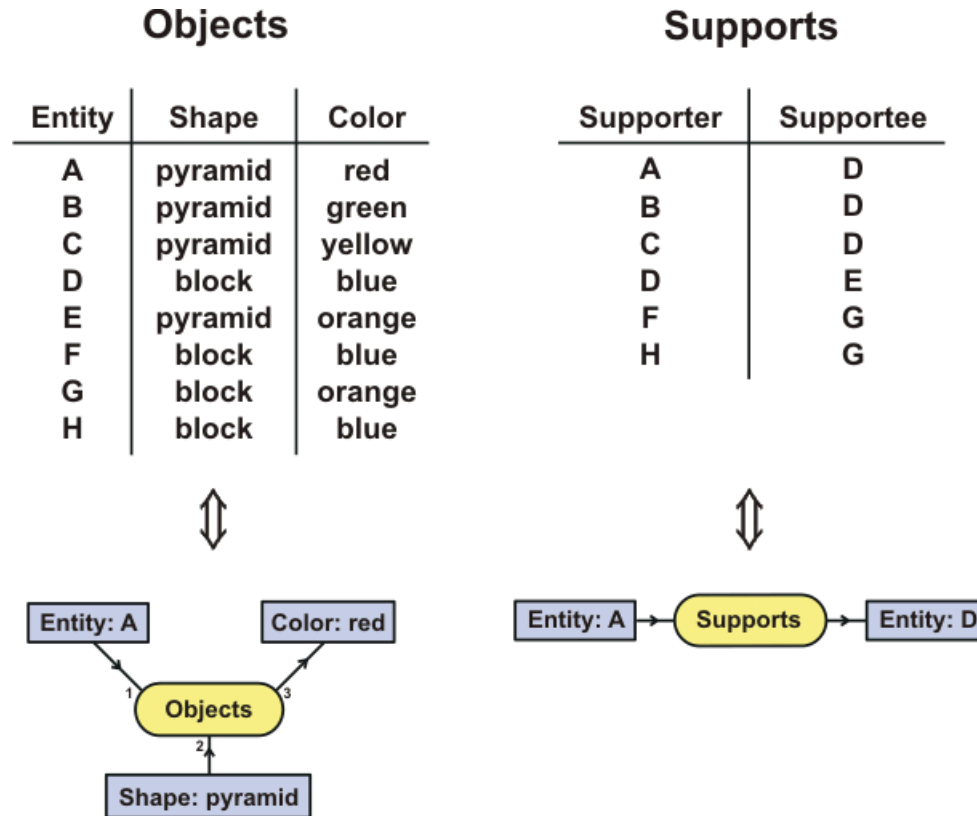 Objects
Supports
Entity Shape Color
A pyramid red
B pyramid green
C pyramid yellow
D block blue
E pyramid orange
F block blue
G block orange
H block blue
Supporter Supportee
A D
B D
C D
D E
F G
H G
Entity: A
Color: red
1
3
Objects
2
Shape: pyramid
Entity: A
Supports
Entity: D